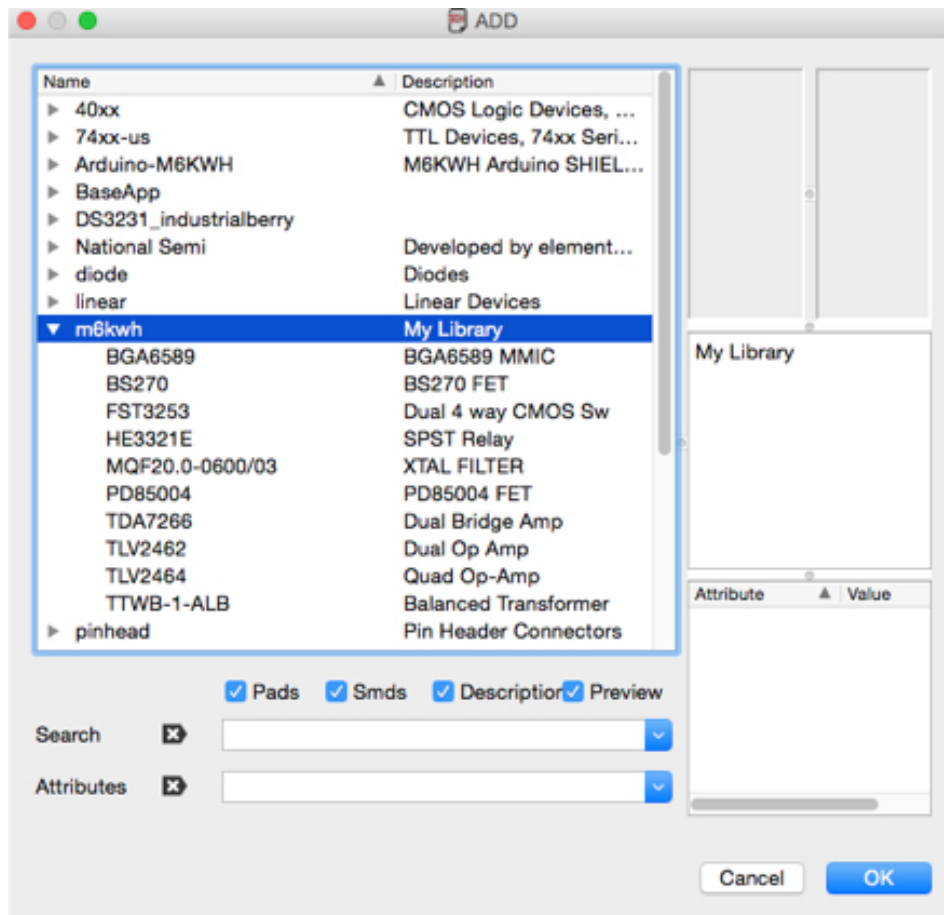 ADD
Name Description
40xx CMOS Logic Devices, ...
74xx-us TTL Devices, 74xx Seri...
Arduino-M6KWH M6KWH Arduino SHIEL...
BaseApp
DS3231_industrialberry
National Semi Developed by element...
diode Diodes
linear Linear Devices
m6kwh My Library
BGA6589 BGA6589 MMIC
BS270 BS270 FET
FST3253 Dual 4 way CMOS Sw
HE3321E SPST Relay
MQF20.0-0600/03 XTAL FILTER
PD85004 PD85004 FET
TDA7266 Dual Bridge Amp
TLV2462 Dual Op Amp
TLV2464 Quad Op-Amp
TTWB-1-ALB Balanced Transformer
pinhead Pin Header Connectors
My Library
Attribute Value
Pads Smds Description Preview
Search
Attributes
Cancel OK